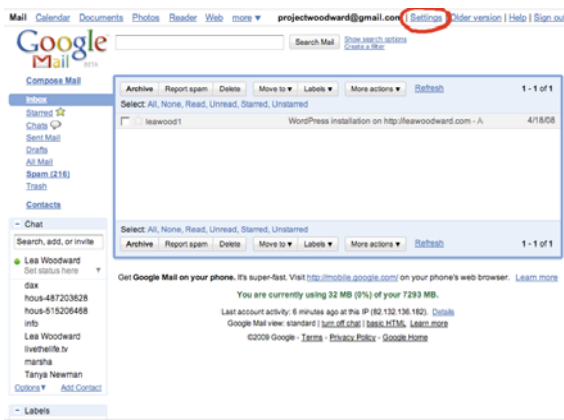 Mail Calendar Documents Photos Reader Web more ▼ projectwoodward@gmail.com | Settings | Older version | Help | Sign out
Google Mail BETA
Search Mail
Show search options
Create a filter
Compose Mail
Inbox
Starred
Chats
Sent Mail
Drafts
All Mail
Spam (216)
Trash
Contacts
Archive Report spam Delete Move to ▼ Labels ▼ More actions ▼ Refresh 1 - 1 of 1
Select: All, None, Read, Unread, Starred, Unstarred
leawood1 WordPress installation on http://leawoodward.com - A 4/18/08
Select: All, None, Read, Unread, Starred, Unstarred
Archive Report spam Delete Move to ▼ Labels ▼ More actions ▼ Refresh 1 - 1 of 1
− Chat
Search, add, or invite
Lea Woodward
Set status here ▼
dax
hous-487203628
hous-515206468
info
Lea Woodward
livethelife.tv
marsha
Tanya Newman
Options ▼ Add Contact
− Labels
Get Google Mail on your phone. It's super-fast. Visit http://mobile.google.com/ on your phone's web browser. Learn more
You are currently using 32 MB (0%) of your 7293 MB.
Last account activity: 6 minutes ago at this IP (82.132.136.182). Details
Google Mail view: standard | turn off chat | basic HTML Learn more
©2009 Google - Terms - Privacy Policy - Google Home